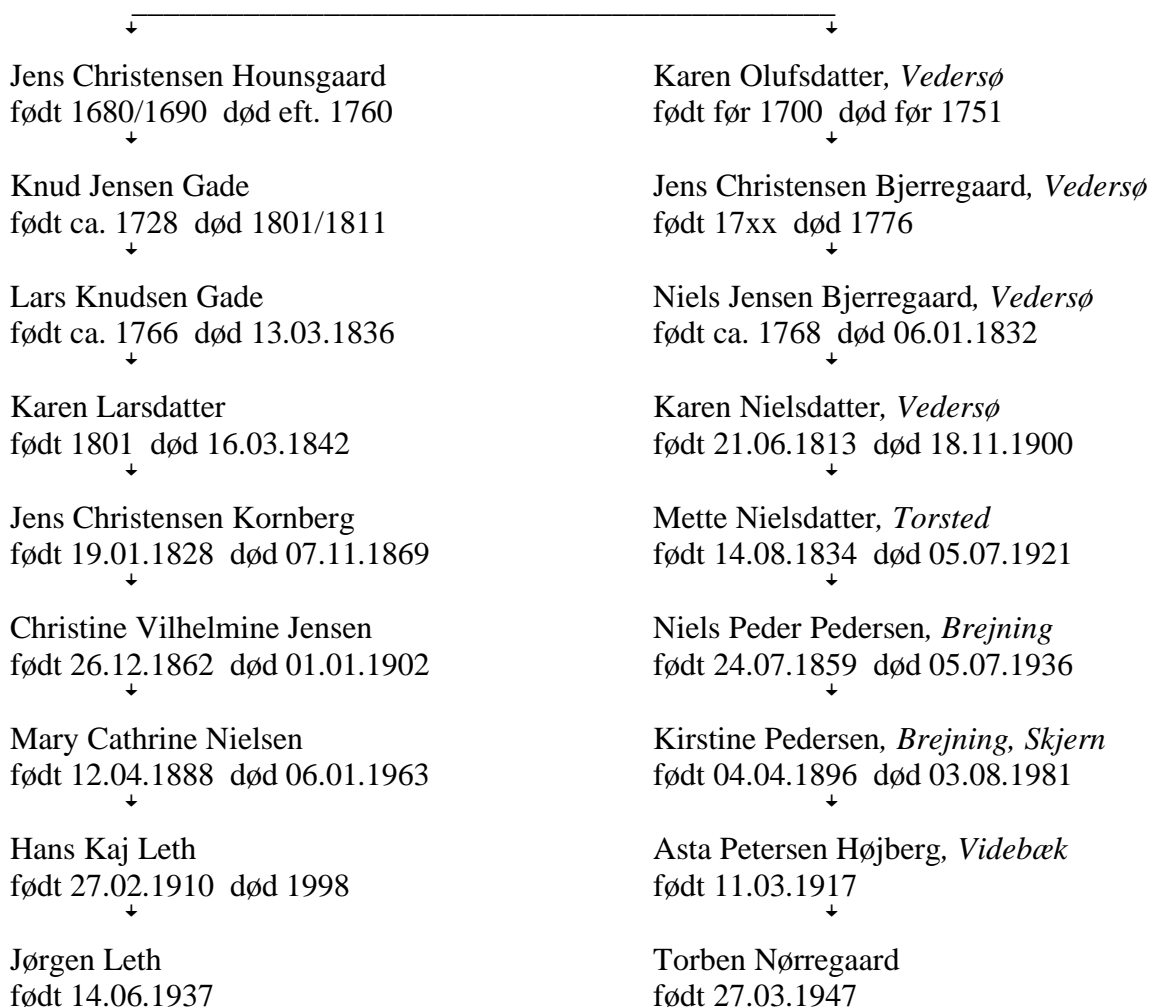 Jens Christensen Hounsgaard
født 1680/1690 død eft. 1760
Knud Jensen Gade
født ca. 1728 død 1801/1811
Lars Knudsen Gade
født ca. 1766 død 13.03.1836
Karen Larsdatter
født 1801 død 16.03.1842
Jens Christensen Kornberg
født 19.01.1828 død 07.11.1869
Christine Vilhelmine Jensen
født 26.12.1862 død 01.01.1902
Mary Cathrine Nielsen
født 12.04.1888 død 06.01.1963
Hans Kaj Leth
født 27.02.1910 død 1998
Jørgen Leth
født 14.06.1937
Karen Olufsdatter, Vedersø
født før 1700 død før 1751
Jens Christensen Bjerregaard, Vedersø
født 17xx død 1776
Niels Jensen Bjerregaard, Vedersø
født ca. 1768 død 06.01.1832
Karen Nielsdatter, Vedersø
født 21.06.1813 død 18.11.1900
Mette Nielsdatter, Torsted
født 14.08.1834 død 05.07.1921
Niels Peder Pedersen, Brejning
født 24.07.1859 død 05.07.1936
Kirstine Pedersen, Brejning, Skjern
født 04.04.1896 død 03.08.1981
Asta Petersen Højberg, Videbæk
født 11.03.1917
Torben Nørregaard
født 27.03.1947